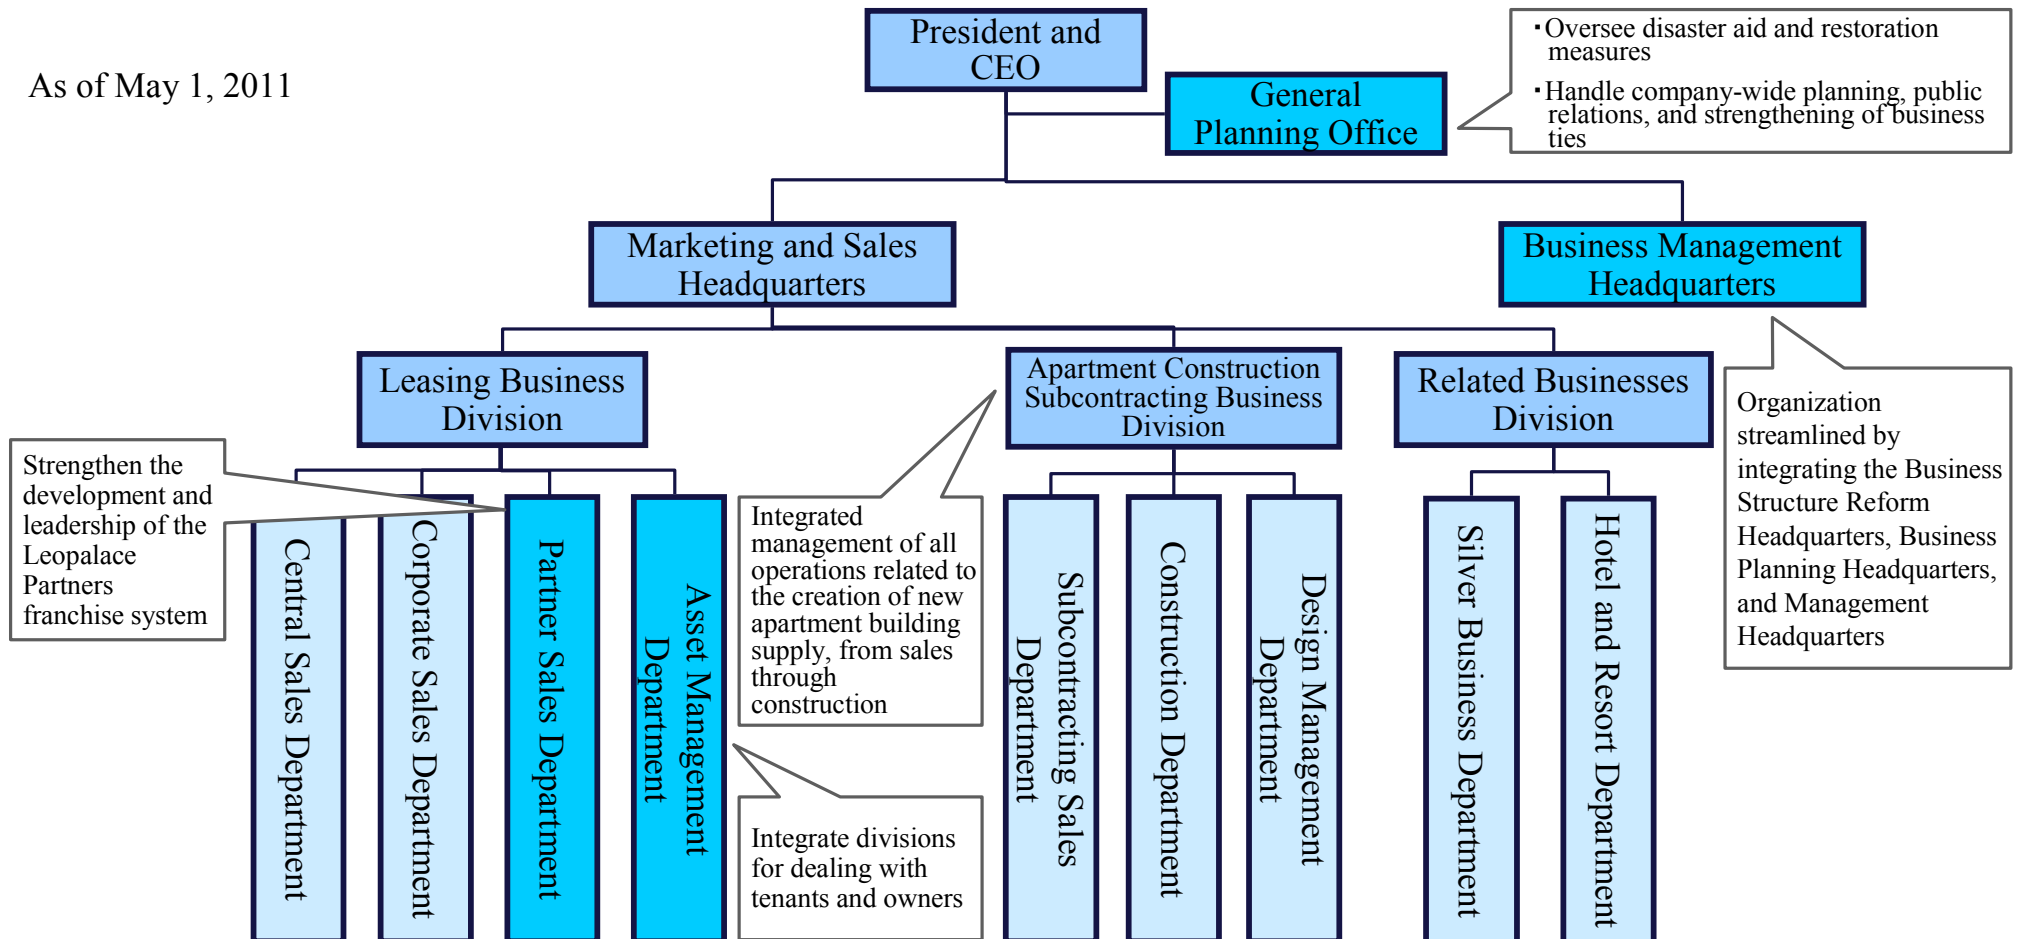 As of May 1, 2011
President and
CEO
General
Planning Office
・Oversee disaster aid and restoration
measures
・Handle company-wide planning, public
relations, and strengthening of business
ties
Marketing and Sales
Headquarters
Business Management
Headquarters
Leasing Business
Division
Apartment Construction
Subcontracting Business
Division
Related Businesses
Division
Organization
streamlined by
integrating the Business
Structure Reform
Headquarters, Business
Planning Headquarters,
and Management
Headquarters
Strengthen the
development and
leadership of the
Leopalace
Partners
franchise system
Central Sales Department
Corporate Sales Department
Partner Sales Department
Asset Management
Department
Integrated
management of all
operations related to
the creation of new
apartment building
supply, from sales
through
construction
Integrate divisions
for dealing with
tenants and owners
Subcontracting Sales
Department
Construction Department
Design Management
Department
Silver Business Department
Hotel and Resort Department